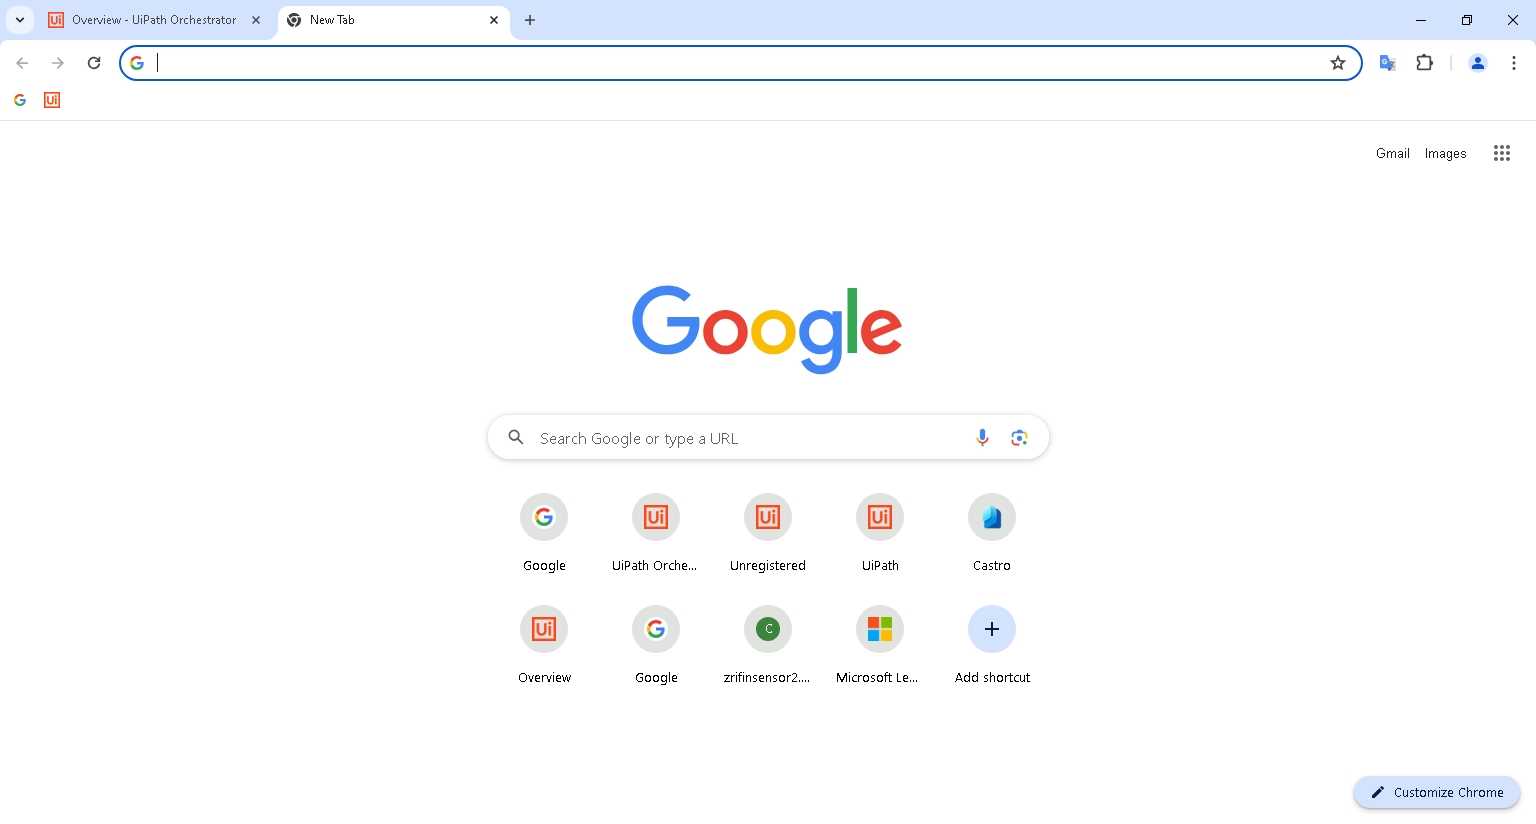 Overview - UiPath Orchestrator
New Tab
Gmail
Images
Google
Search Google or type a URL
Google
UiPath Orche...
Unregistered
UiPath
Castro
Overview
Google
C
zrifinsensor2....
Microsoft Le...
Add shortcut
Customize Chrome